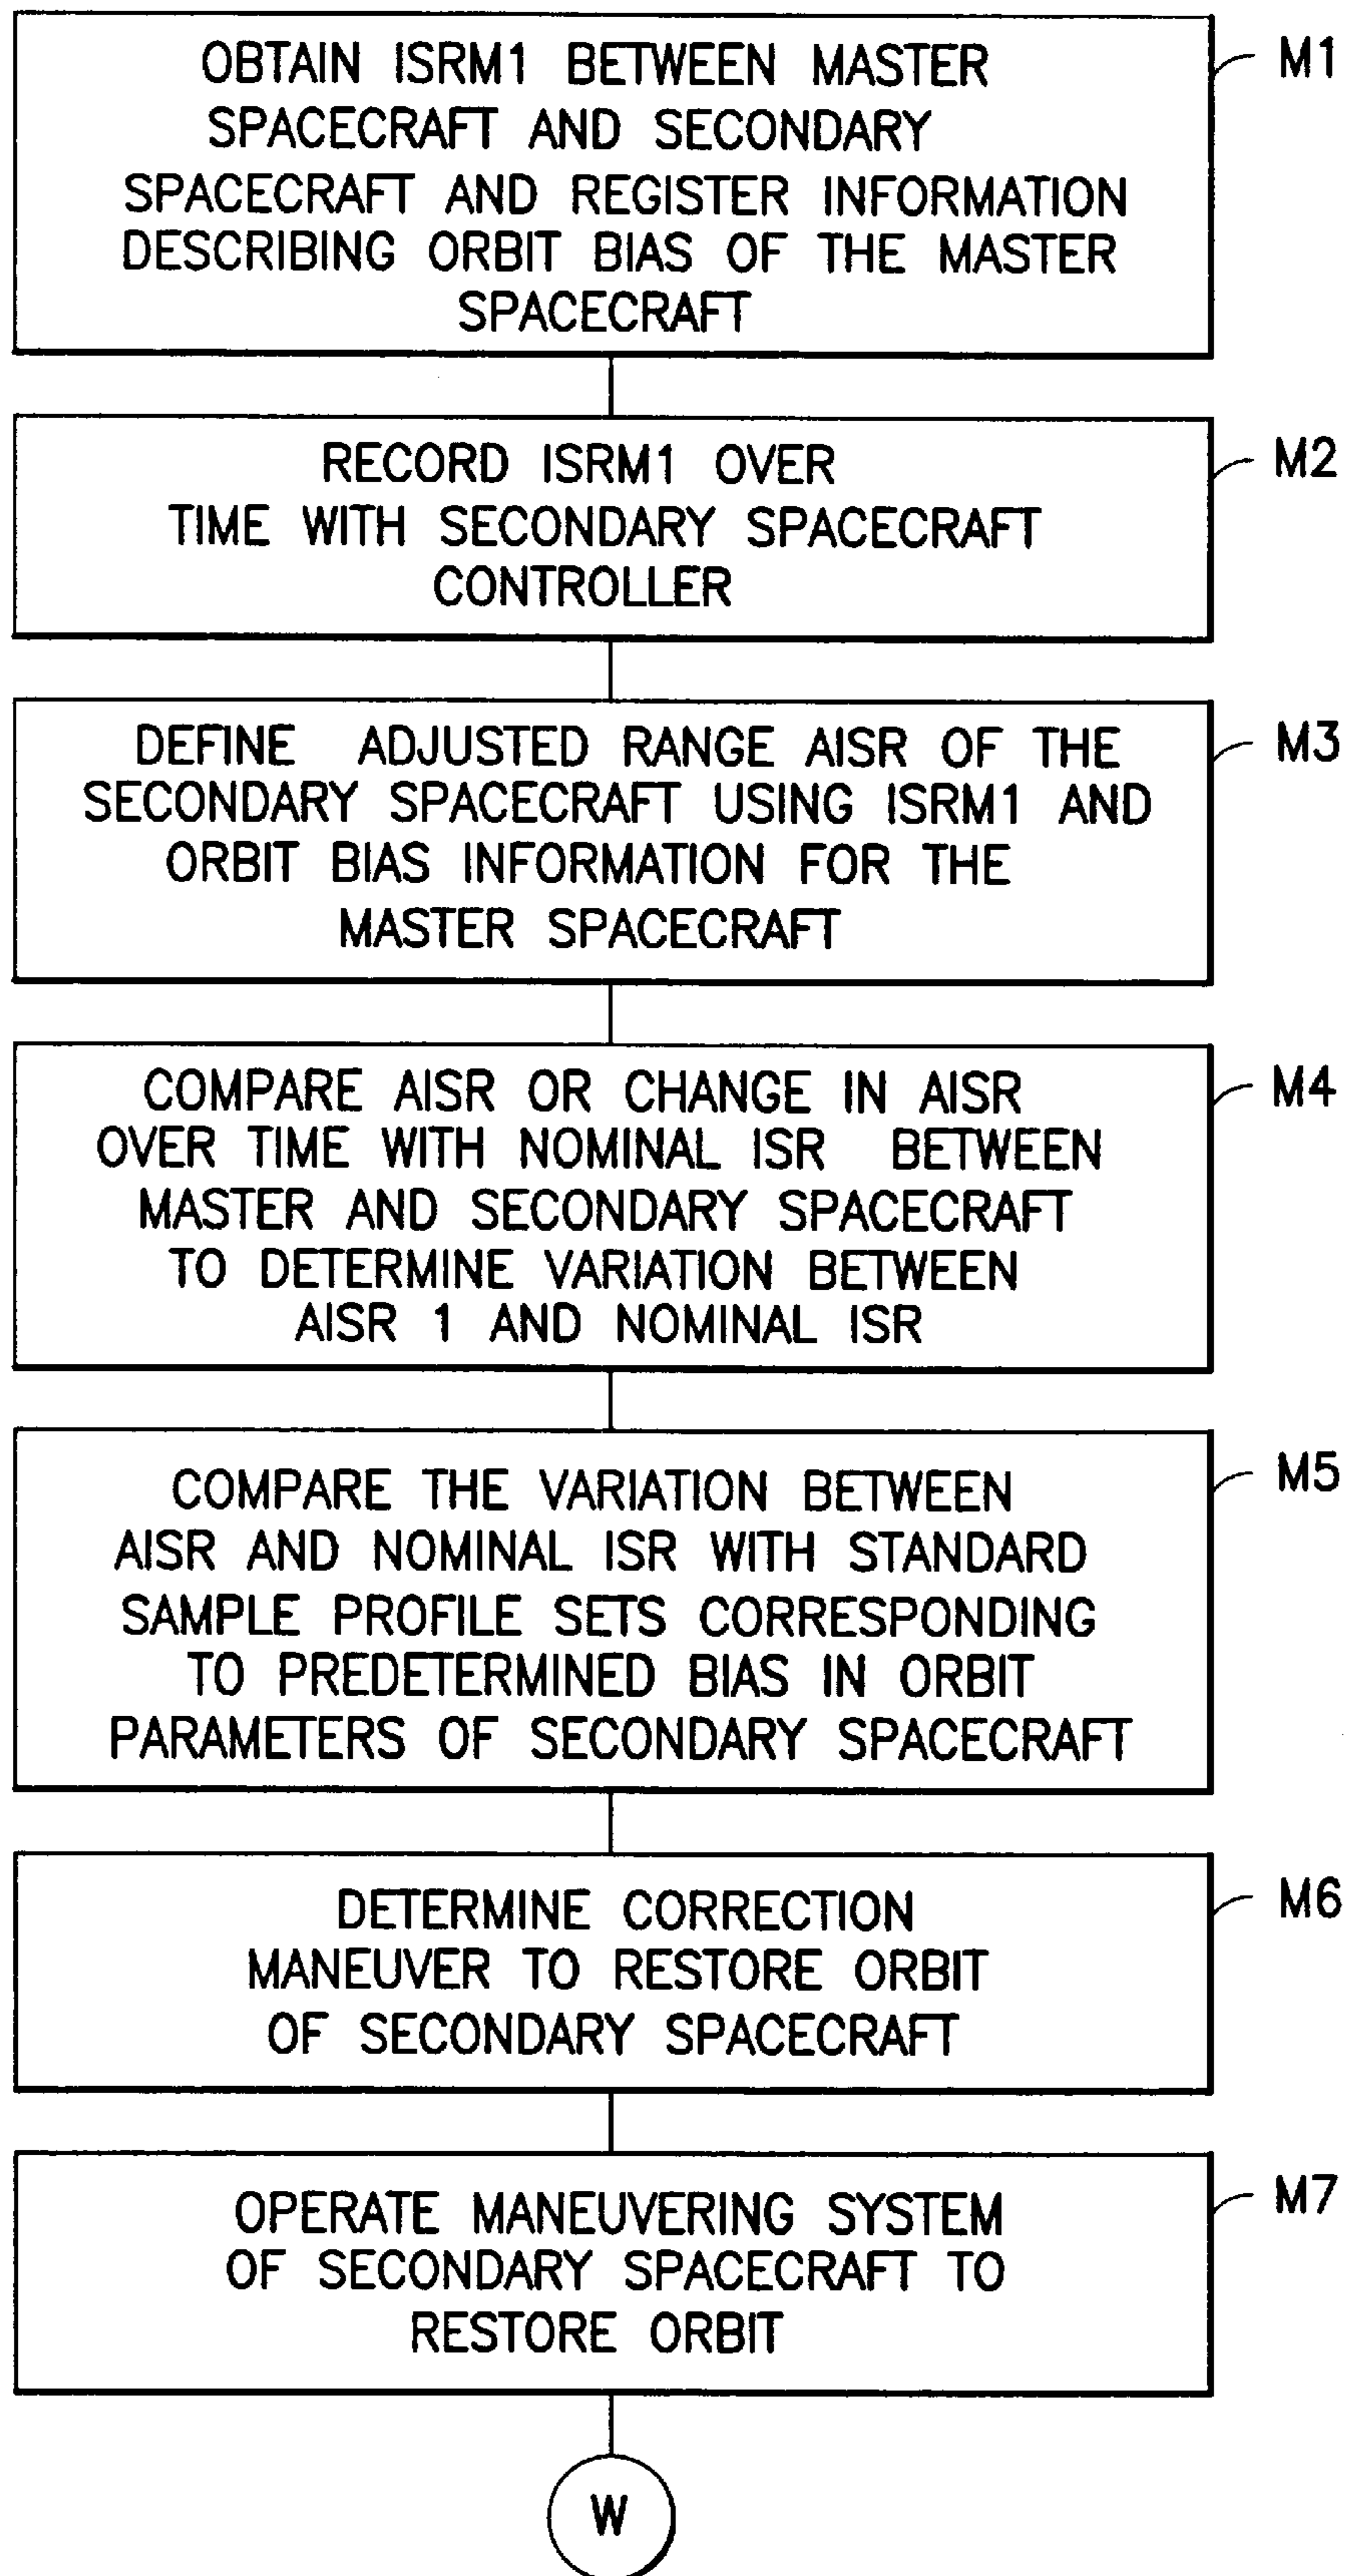 OBTAIN ISRM1 BETWEEN MASTER
SPACECRAFT AND SECONDARY
SPACECRAFT AND REGISTER INFORMATION
DESCRIBING ORBIT BIAS OF THE MASTER
SPACECRAFT
M1
RECORD ISRM1 OVER
TIME WITH SECONDARY SPACECRAFT
CONTROLLER
M2
DEFINE ADJUSTED RANGE AISR OF THE
SECONDARY SPACECRAFT USING ISRM1 AND
ORBIT BIAS INFORMATION FOR THE
MASTER SPACECRAFT
M3
COMPARE AISR OR CHANGE IN AISR
OVER TIME WITH NOMINAL ISR BETWEEN
MASTER AND SECONDARY SPACECRAFT
TO DETERMINE VARIATION BETWEEN
AISR 1 AND NOMINAL ISR
M4
COMPARE THE VARIATION BETWEEN
AISR AND NOMINAL ISR WITH STANDARD
SAMPLE PROFILE SETS CORRESPONDING
TO PREDETERMINED BIAS IN ORBIT
PARAMETERS OF SECONDARY SPACECRAFT
M5
DETERMINE CORRECTION
MANEUVER TO RESTORE ORBIT
OF SECONDARY SPACECRAFT
M6
OPERATE MANEUVERING SYSTEM
OF SECONDARY SPACECRAFT TO
RESTORE ORBIT
M7
W